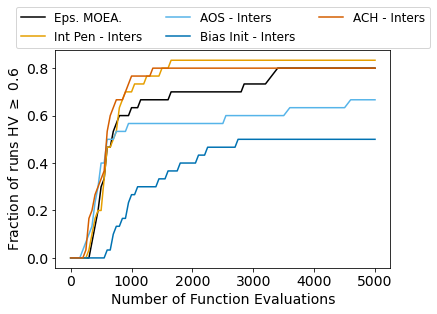 Eps. MOEA.
Int Pen - Inters
AOS - Inters
Bias Init - Inters
ACH - Inters
Fraction of runs HV ≥ 0.6
0.8
0.6
0.4
0.2
0.0
0 1000 2000 3000 4000 5000
Number of Function Evaluations